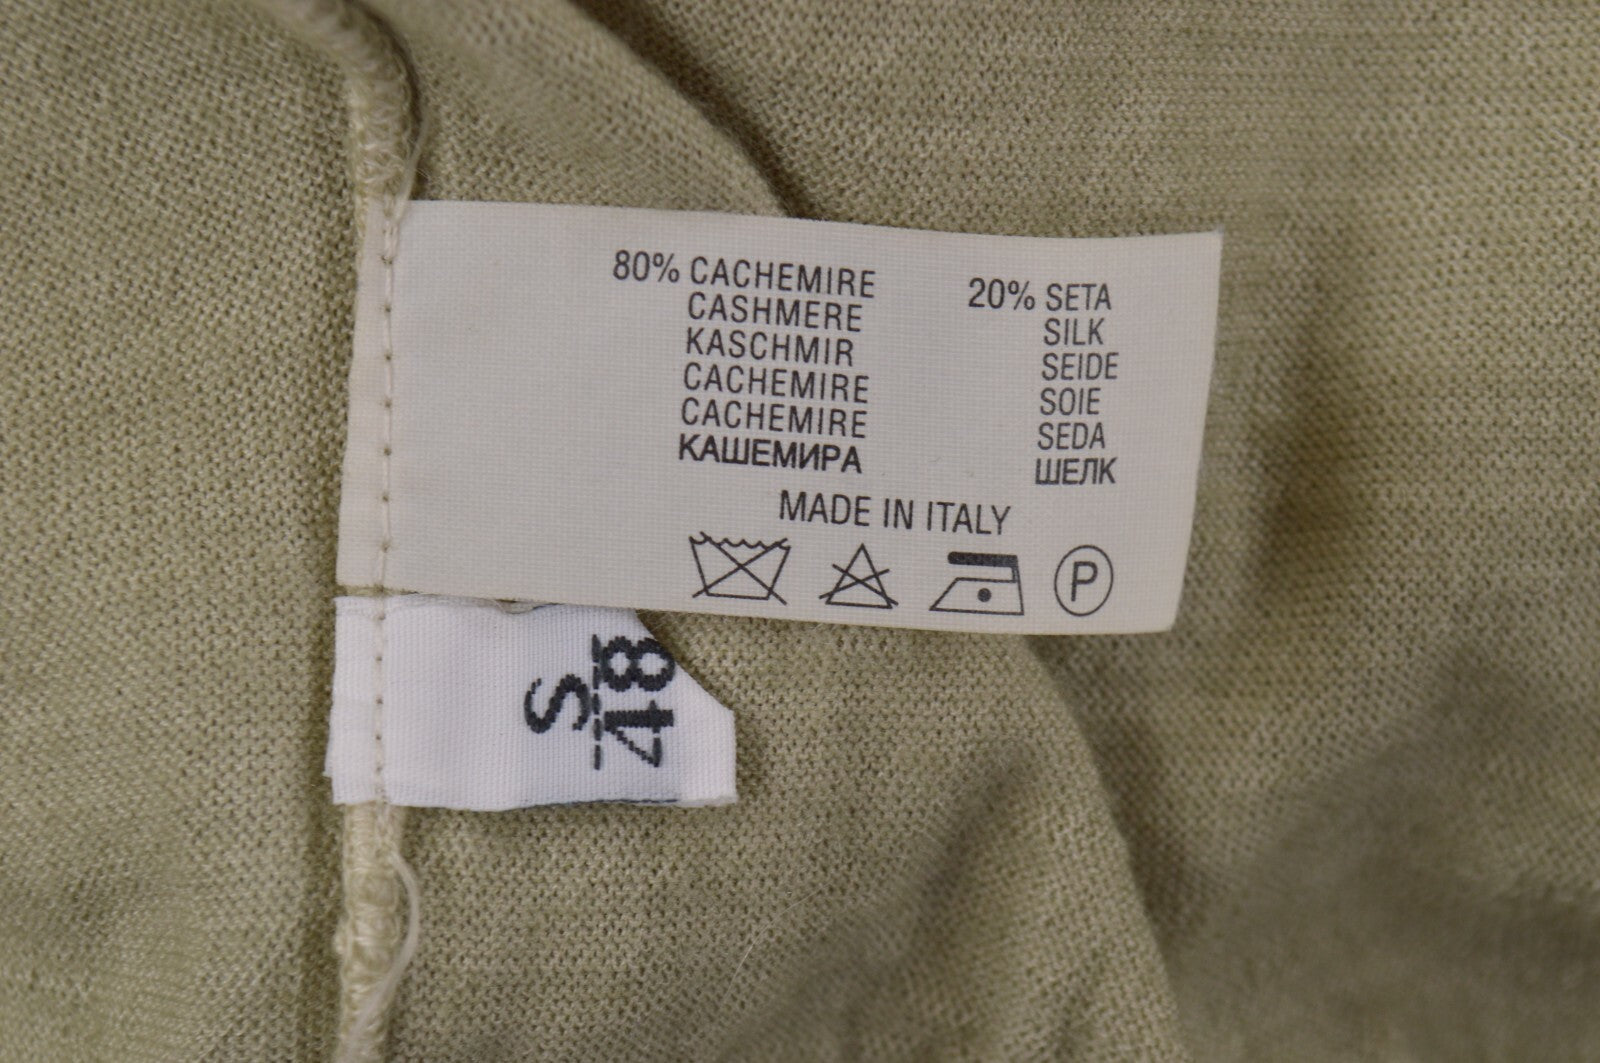 80% CACHEMIRE 20% SETA
CASHMERE SILK
KASCHMIR SEIDE
CACHEMIRE SOIE
CACHEMIRE SEDA
КАШЕМИРА ШЕЛК
MADE IN ITALY
P
S
48